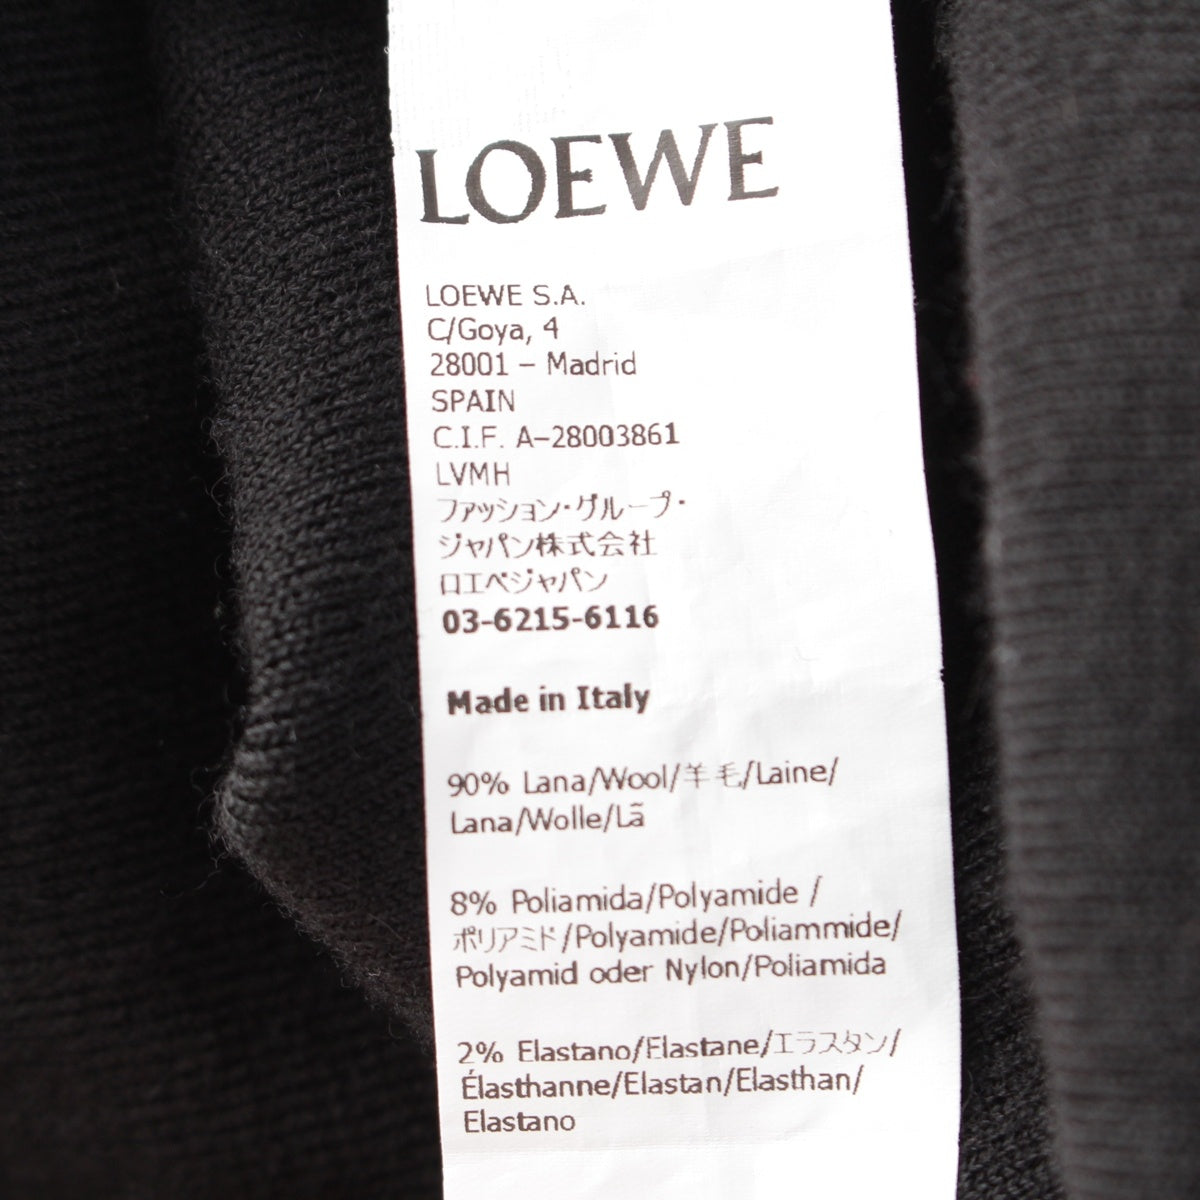 LOEWE
LOEWE S.A.
C/Goya, 4
28001 – Madrid
SPAIN
C.I.F. A–28003861
LVMH
ファッション・グループ・
ジャパン株式会社
ロエベジャパン
03-6215-6116
Made in Italy
90% Lana/Wool/羊毛/Laine/
Lana/Wolle/Lã
8% Poliamida/Polyamide /
ポリアミド/Polyamide/Poliammide/
Polyamid oder Nylon/Poliamida
2% Elastano/Elastane/エラスタン/
Élasthanne/Elastan/Elasthan/
Elastano